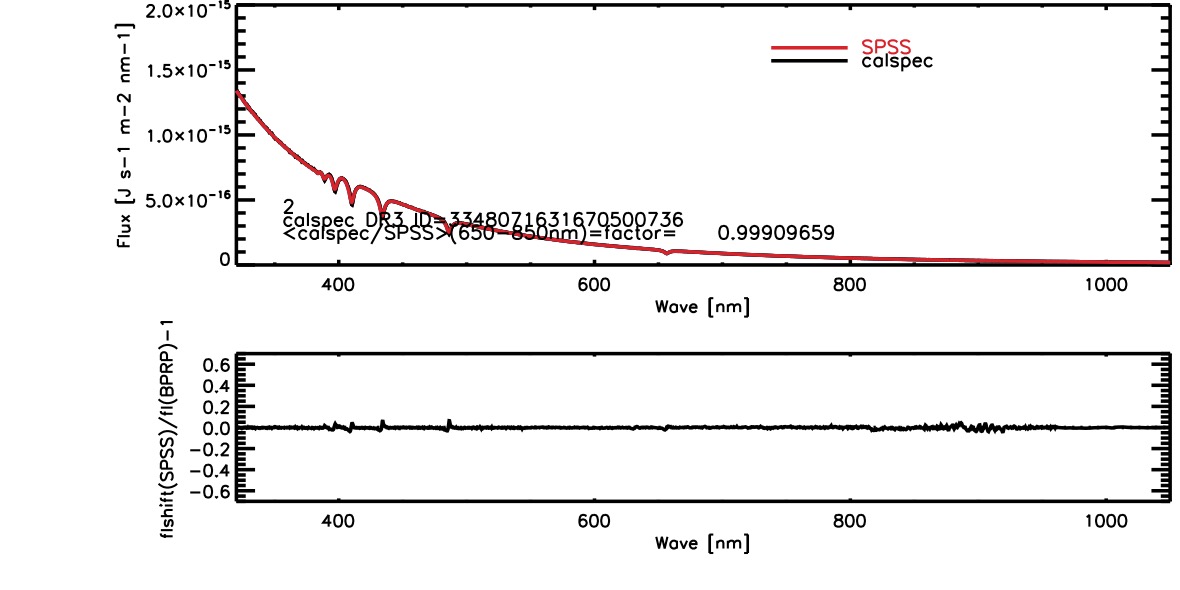 2.0×10−15
1.5×10−15
1.0×10−15
5.0×10−16
0
Flux [J s−1 m−2 nm−1]
SPSS
calspec
2
calspec DR3 ID=3348071631670500736
<calspec/SPSS>(650−850nm)=factor= 0.99909659
400 600 800 1000
Wave [nm]
flshift(SPSS)/fl(BPRP)−1
0.6
0.4
0.2
0.0
−0.2
−0.4
−0.6
400 600 800 1000
Wave [nm]